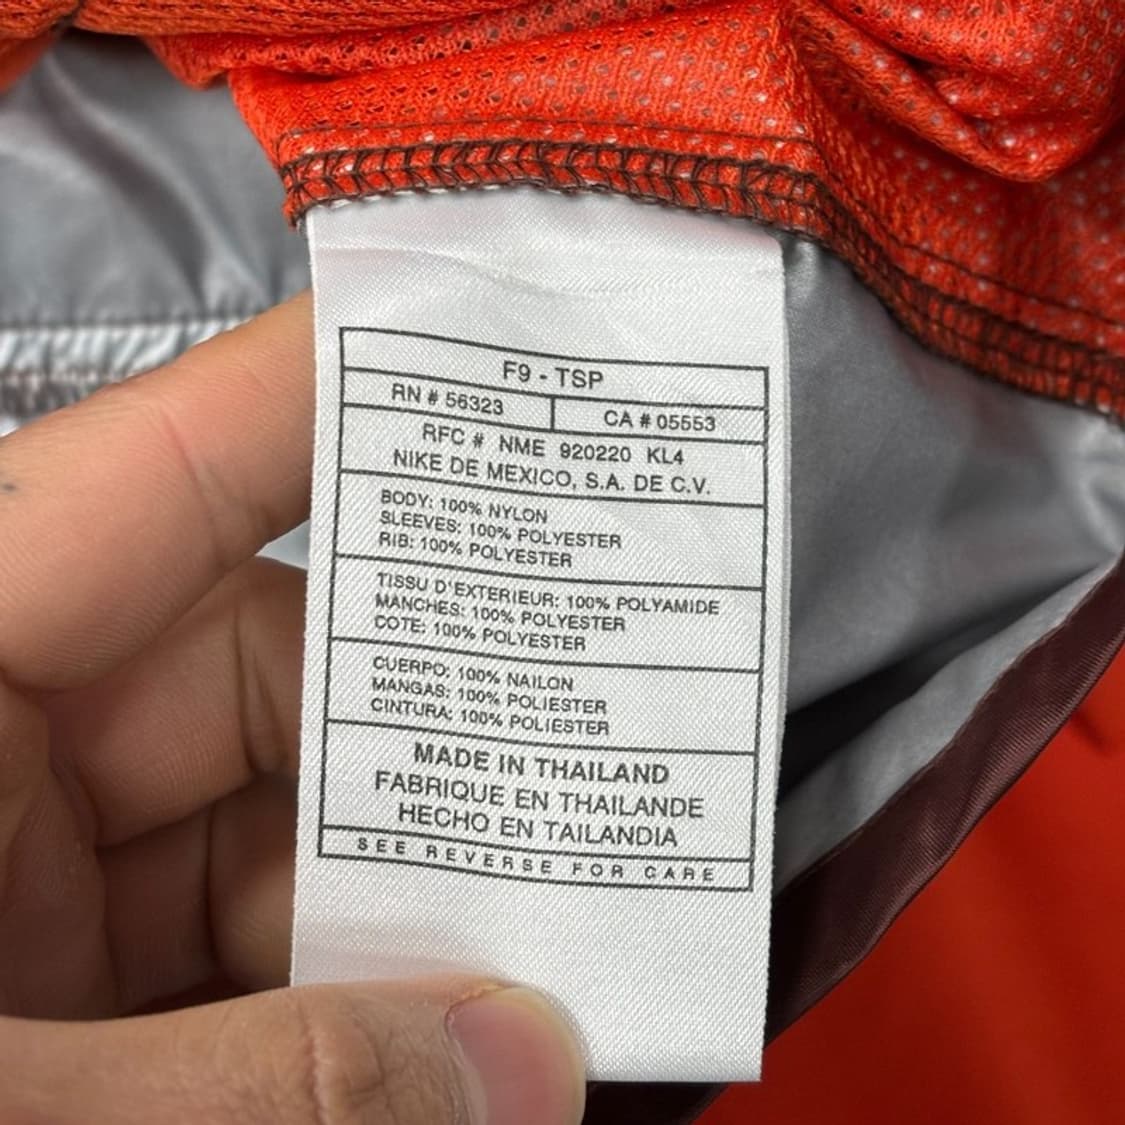 F9 - TSP
RN # 56323
CA # 05553
RFC # NME 920220 KL4
NIKE DE MEXICO, S.A. DE C.V.
BODY: 100% NYLON
SLEEVES: 100% POLYESTER
RIB: 100% POLYESTER
TISSU D'EXTERIEUR: 100% POLYAMIDE
MANCHES: 100% POLYESTER
COTE: 100% POLYESTER
CUERPO: 100% NAILON
MANGAS: 100% POLIESTER
CINTURA: 100% POLIESTER
MADE IN THAILAND
FABRIQUE EN THAILANDE
HECHO EN TAILANDIA
SEE REVERSE FOR CARE